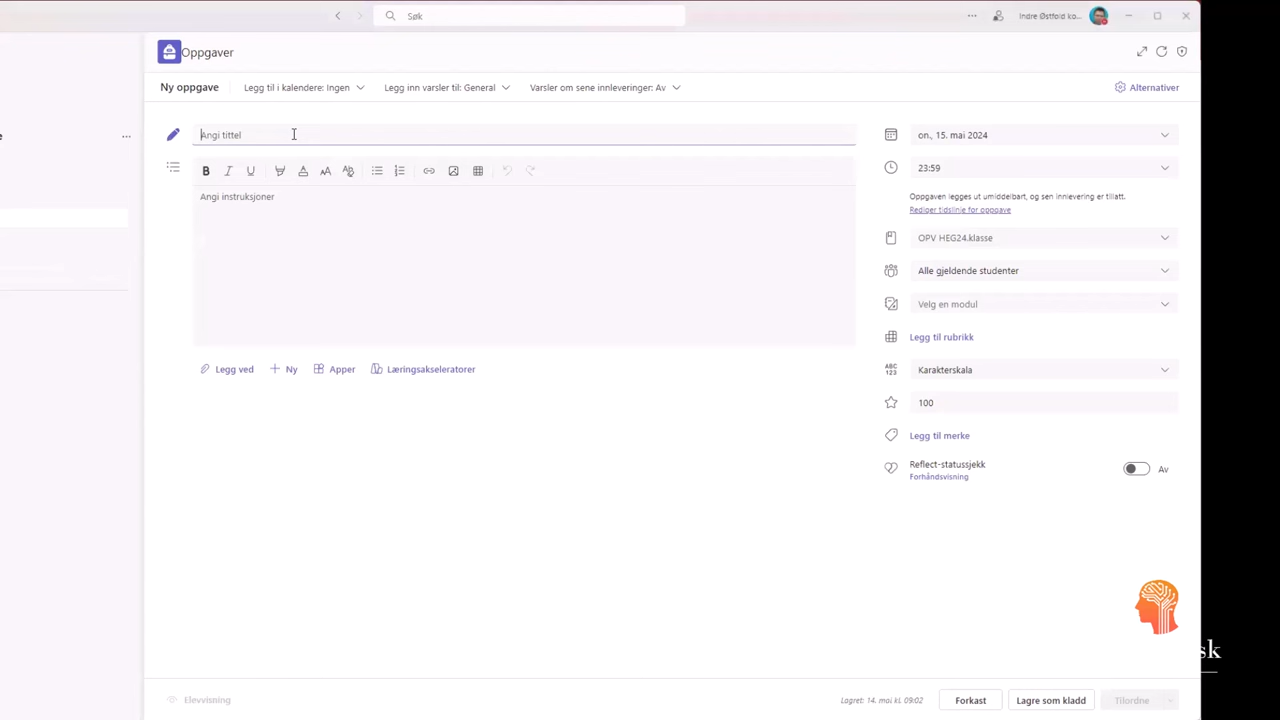 Søk
Indre Østfold ko...
Oppgaver
Ny oppgave
Legg til i kalendere: Ingen
Legg inn varsler til: General
Varsler om sene innleveringer: Av
Alternativer
e
Angi tittel
on., 15. mai 2024
B I U
23:59
Angi instruksjoner
Oppgaven legges ut umiddelbart, og sen innlevering er tillatt.
Rediger tidslinje for oppgave
OPV HEG24.klasse
Alle gjeldende studenter
Velg en modul
Legg til rubrikk
Legg ved
Ny
Apper
Læringsakseleratorer
ABC
123
Karakterskala
100
Legg til merke
Reflect-statussjekk
Forhåndsvisning
Av
sk
Elevvisning
Lagret: 14. mai kl. 09:02
Forkast
Lagre som kladd
Tilordne